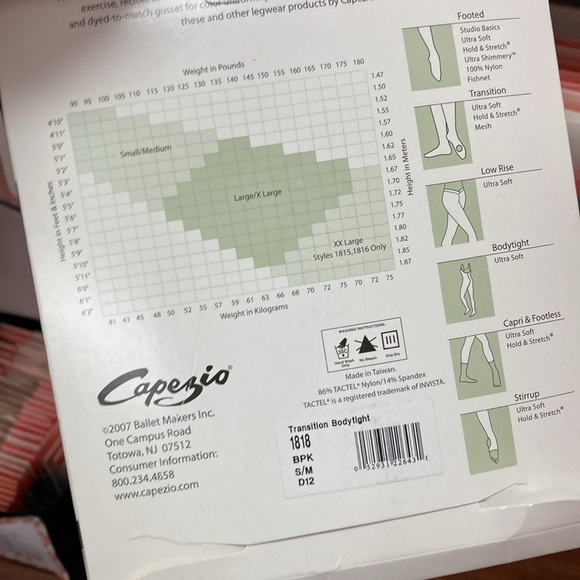 and dyed-to-match gusset for color
these and other legwear products by
Weight in Pounds
90 95 100 105 110 115 120 125 130 135 140 145 150 155 160 165 170 175 180
4'10"
4'11"
5'0"
5'1"
5'2"
5'3"
5'4"
5'5"
5'6"
5'7"
5'8"
5'9"
5'10"
5'11"
6'0"
6'1"
6'2"
Height in Feet & Inches
1.47
1.50
1.52
1.55
1.57
1.60
1.62
1.65
1.67
1.70
1.72
1.75
1.77
1.80
1.82
1.85
1.87
Height in Meters
Small/Medium
Large/X Large
XX Large
Styles 1815,1816 Only
41 43 45 48 50 52 55 57 59 61 63 66 68 70 72 75 70 72 75
Weight in Kilograms
Footed
Studio Basics
Ultra Soft
Hold & Stretch®
Ultra Shimmery™
100% Nylon
Fishnet
Transition
Ultra Soft
Hold & Stretch®
Mesh
Low Rise
Ultra Soft
Bodytight
Ultra Soft
Capri & Footless
Ultra Soft
Hold & Stretch®
Stirrup
Ultra Soft
Hold & Stretch®
Capezio®
©2007 Ballet Makers Inc.
One Campus Road
Totowa, NJ 07512
Consumer Information:
800.234.4858
www.capezio.com
WASHING INSTRUCTIONS:
Hand Wash
Only
No Bleach
Drip Dry
Made in Taiwan.
86% TACTEL® Nylon/14% Spandex
TACTEL® is a registered trademark of INVISTA.
Transition Bodytight
1818
BPK
S/M
D12
0 52931 22643 1